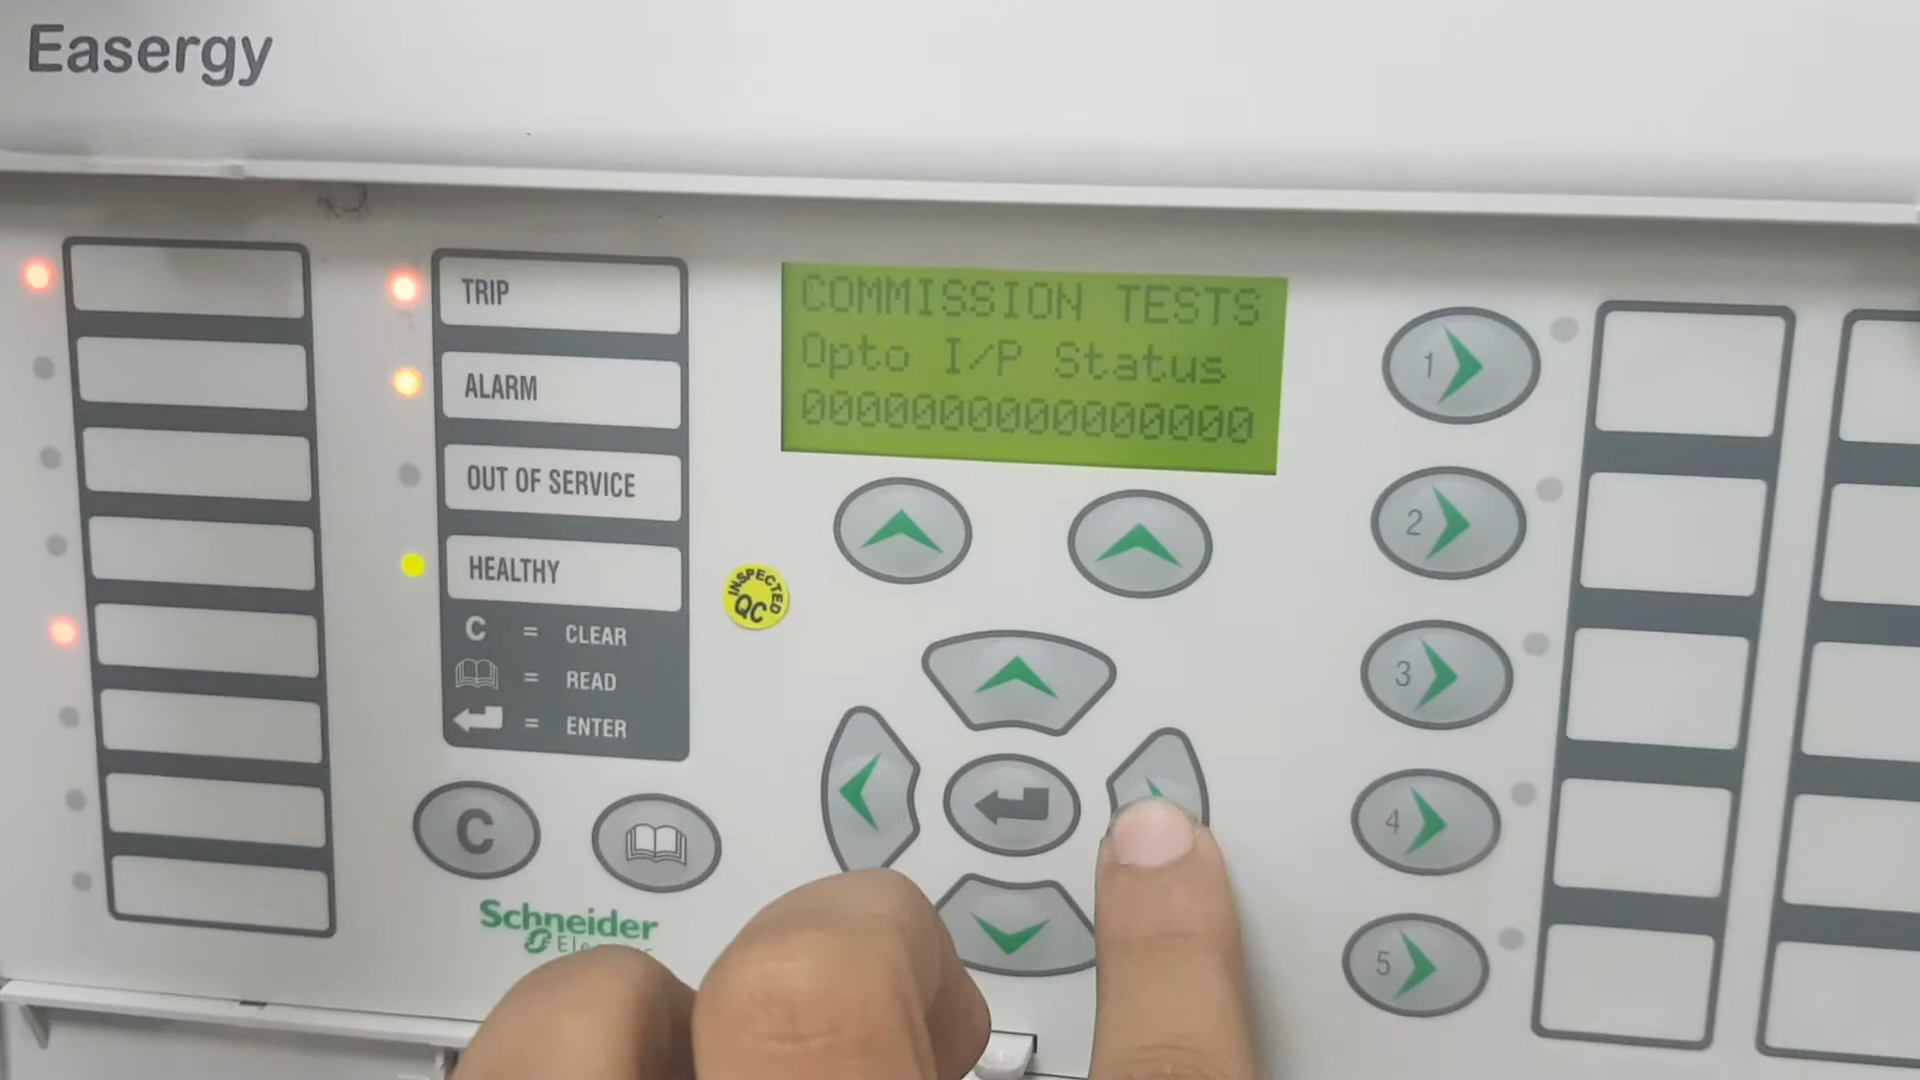 Easergy
TRIP
ALARM
OUT OF SERVICE
HEALTHY
C = CLEAR
= READ
= ENTER
INSPECTED
QC
COMMISSION TESTS
Opto I/P Status
0000000000000000
C
Schneider
1
2
3
4
5